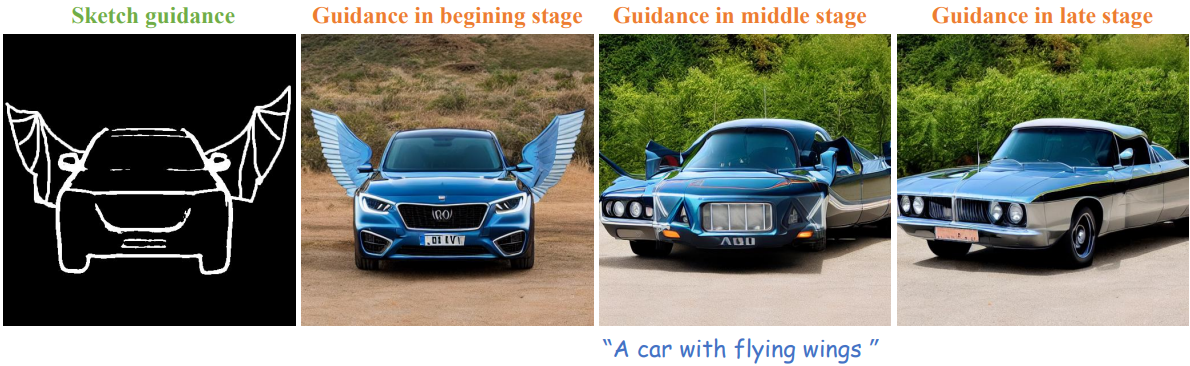 Sketch guidance
Guidance in begining stage
Guidance in middle stage
Guidance in late stage
“A car with flying wings ”